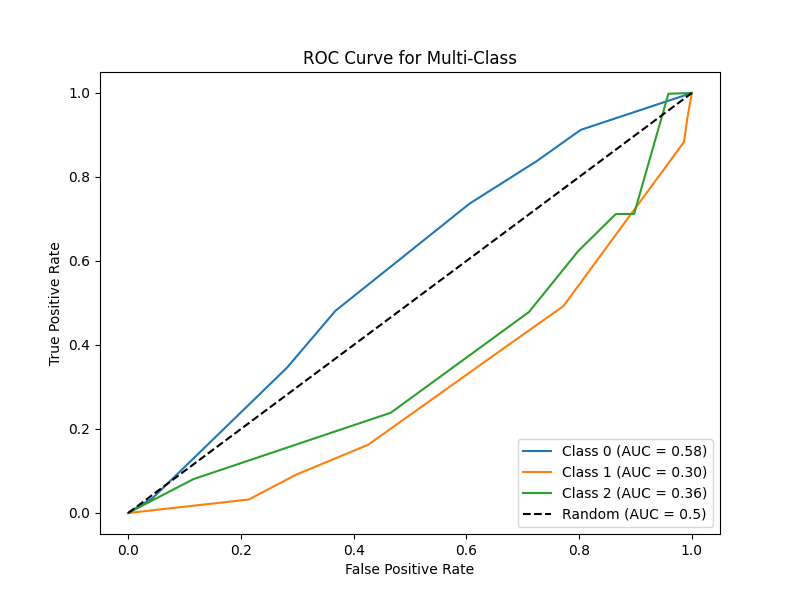 ROC Curve for Multi-Class
True Positive Rate
1.0
0.8
0.6
0.4
0.2
0.0
Class 0 (AUC = 0.58)
Class 1 (AUC = 0.30)
Class 2 (AUC = 0.36)
Random (AUC = 0.5)
0.0 0.2 0.4 0.6 0.8 1.0
False Positive Rate